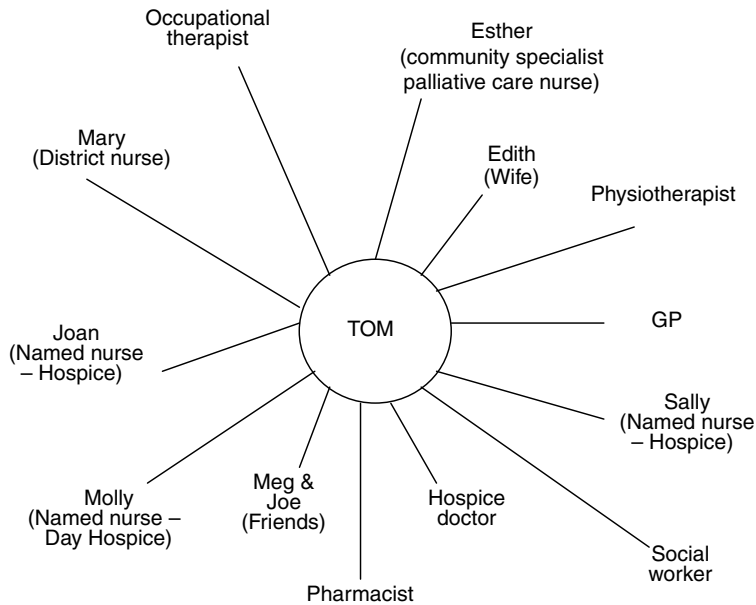 Occupational
therapist
Esther
(community specialist
palliative care nurse)
Mary
(District nurse)
Edith
(Wife)
Physiotherapist
TOM
GP
Joan
(Named nurse
– Hospice)
Sally
(Named nurse
– Hospice)
Molly
(Named nurse –
Day Hospice)
Meg &
Joe
(Friends)
Hospice
doctor
Social
worker
Pharmacist